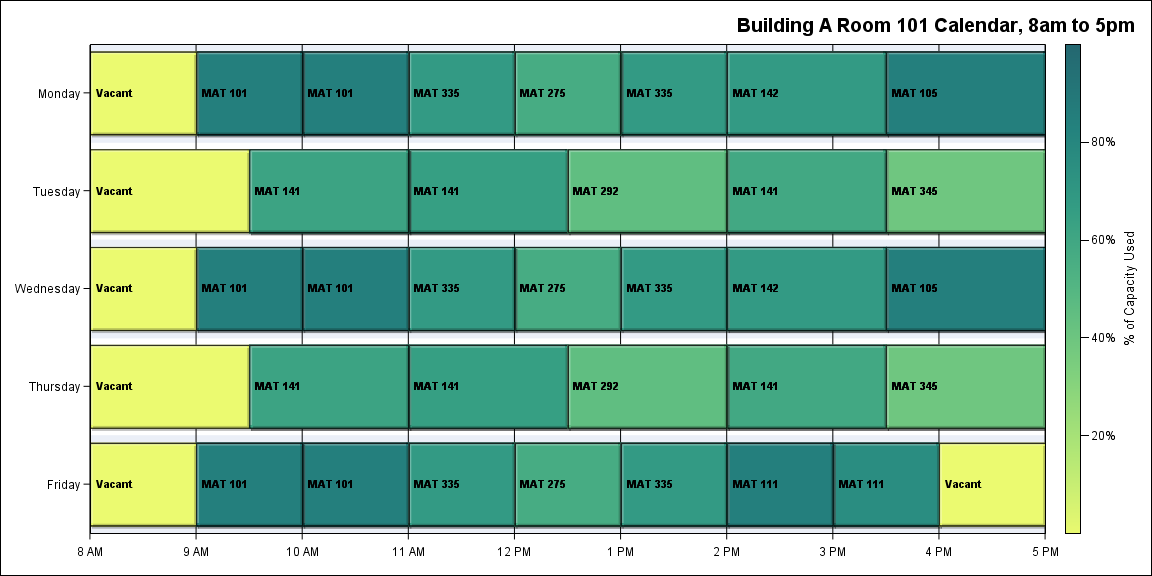 Building A Room 101 Calendar, 8am to 5pm
Monday
Vacant
MAT 101
MAT 101
MAT 335
MAT 275
MAT 335
MAT 142
MAT 105
Tuesday
Vacant
MAT 141
MAT 141
MAT 292
MAT 141
MAT 345
Wednesday
Vacant
MAT 101
MAT 101
MAT 335
MAT 275
MAT 335
MAT 142
MAT 105
Thursday
Vacant
MAT 141
MAT 141
MAT 292
MAT 141
MAT 345
Friday
Vacant
MAT 101
MAT 101
MAT 335
MAT 275
MAT 335
MAT 111
MAT 111
Vacant
8 AM
9 AM
10 AM
11 AM
12 PM
1 PM
2 PM
3 PM
4 PM
5 PM
80%
60%
40%
20%
% of Capacity Used